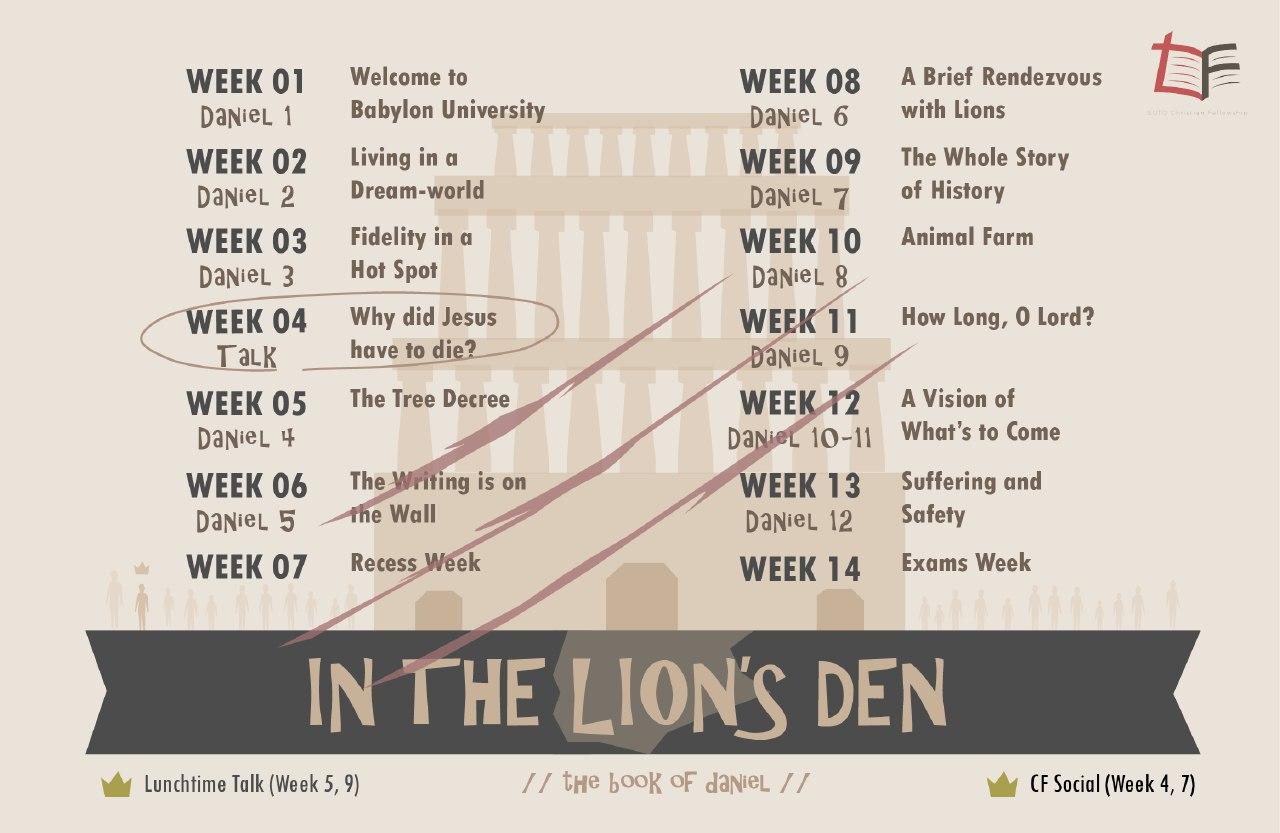 WEEK 01
Daniel 1
Welcome to
Babylon University
WEEK 02
Daniel 2
Living in a
Dream-world
WEEK 03
Daniel 3
Fidelity in a
Hot Spot
WEEK 04
Talk
Why did Jesus
have to die?
WEEK 05
Daniel 4
The Tree Decree
WEEK 06
Daniel 5
The Writing is on
the Wall
WEEK 07
Recess Week
WEEK 08
Daniel 6
A Brief Rendezvous
with Lions
WEEK 09
Daniel 7
The Whole Story
of History
WEEK 10
Daniel 8
Animal Farm
WEEK 11
Daniel 9
How Long, O Lord?
WEEK 12
Daniel 10-11
A Vision of
What's to Come
WEEK 13
Daniel 12
Suffering and
Safety
WEEK 14
Exams Week
SUTD Christian Fellowship
IN THE LION'S DEN
Lunchtime Talk (Week 5, 9)
// the book of daniel //
CF Social (Week 4, 7)